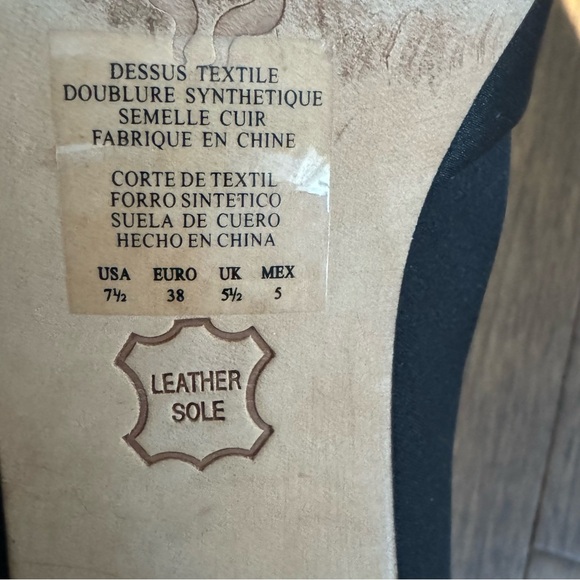 DESSUS TEXTILE
DOUBLURE SYNTHETIQUE
SEMELLE CUIR
FABRIQUE EN CHINE
CORTE DE TEXTIL
FORRO SINTETICO
SUELA DE CUERO
HECHO EN CHINA
USA EURO UK MEX
7½ 38 5½ 5
LEATHER
SOLE